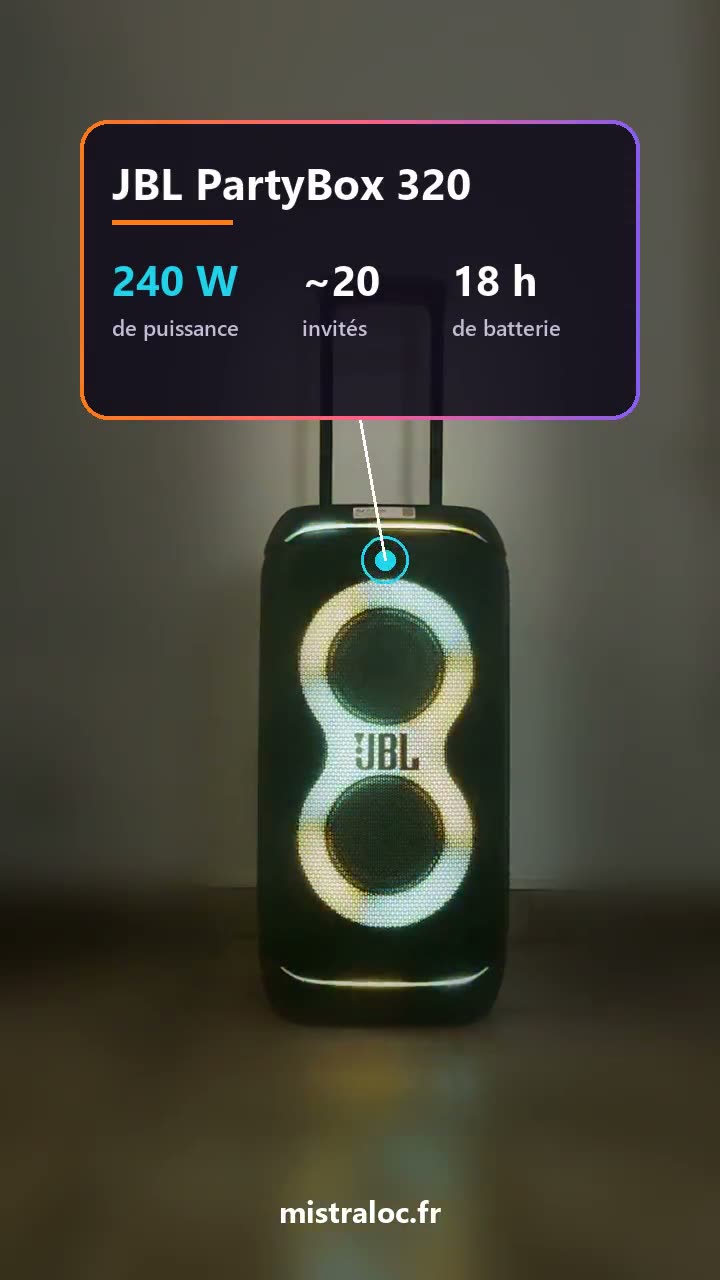 JBL PartyBox 320
240 W
~20
18 h
de puissance
invités
de batterie
JBL
mistraloc.fr